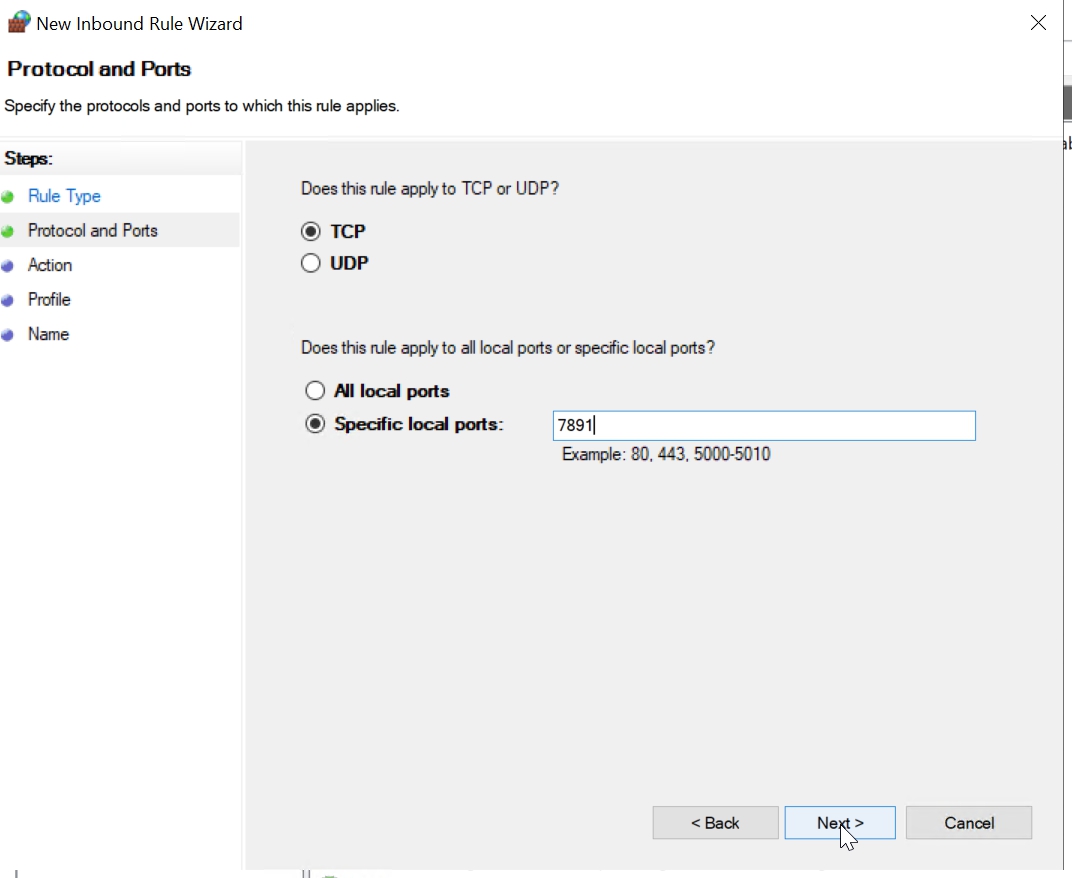 New Inbound Rule Wizard
Protocol and Ports
Specify the protocols and ports to which this rule applies.
Steps:
Rule Type
Protocol and Ports
Action
Profile
Name
Does this rule apply to TCP or UDP?
TCP
UDP
Does this rule apply to all local ports or specific local ports?
All local ports
Specific local ports: 7891
Example: 80, 443, 5000-5010
< Back Next > Cancel